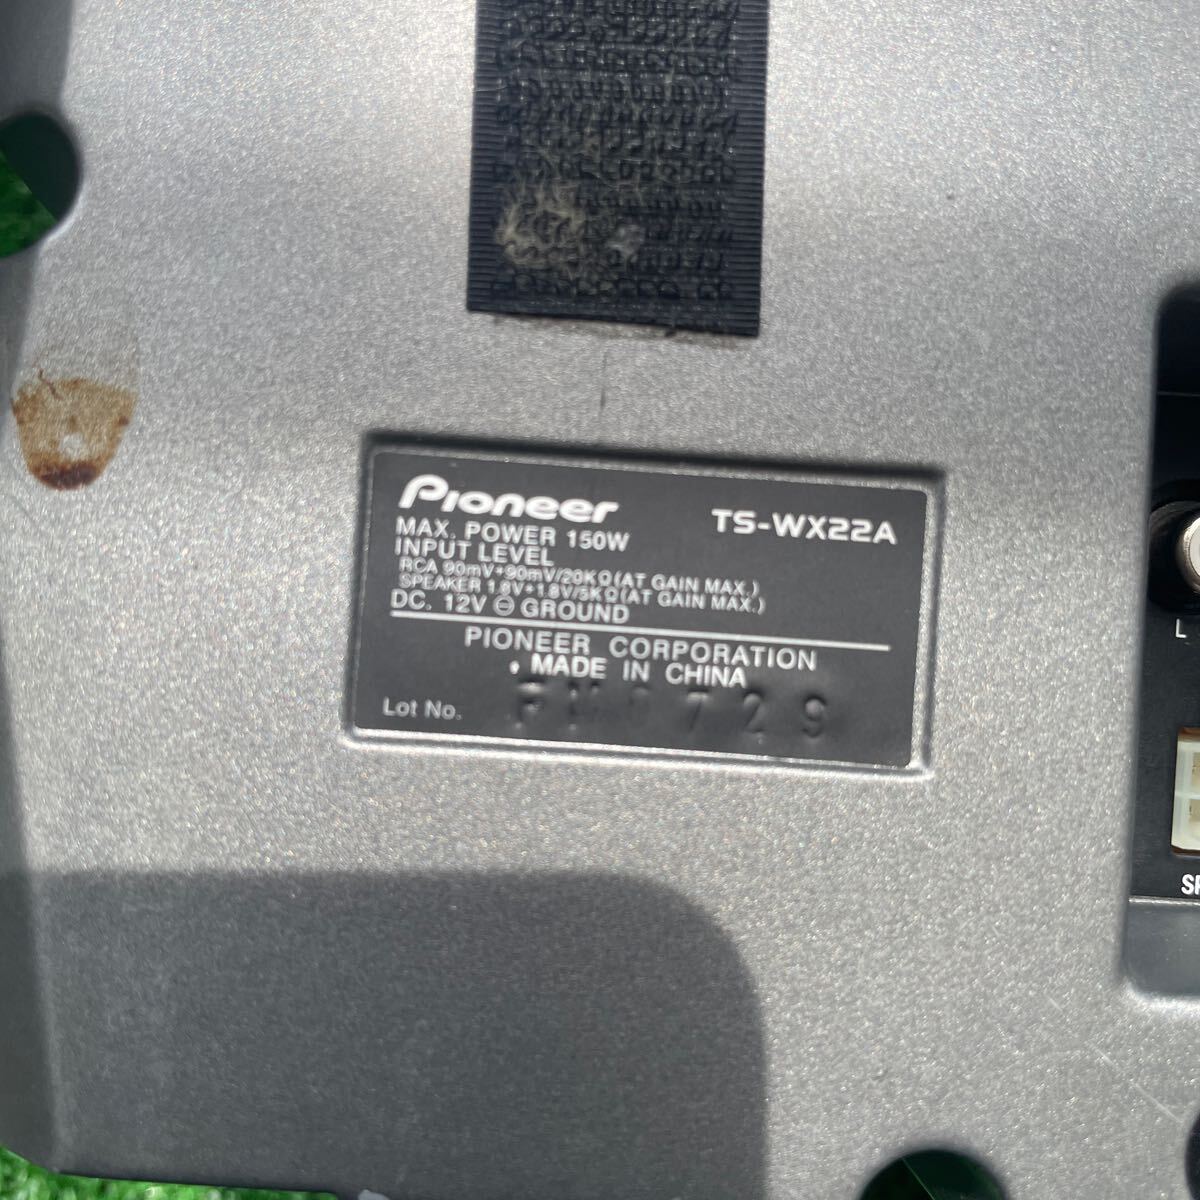 Pioneer TS-WX22A
MAX. POWER 150W
INPUT LEVEL
RCA 90mV+90mV/20KΩ(AT GAIN MAX.)
SPEAKER 1.8V+1.8V/5KΩ(AT GAIN MAX.)
DC. 12V ⊖ GROUND
PIONEER CORPORATION
• MADE IN CHINA
Lot No.
L